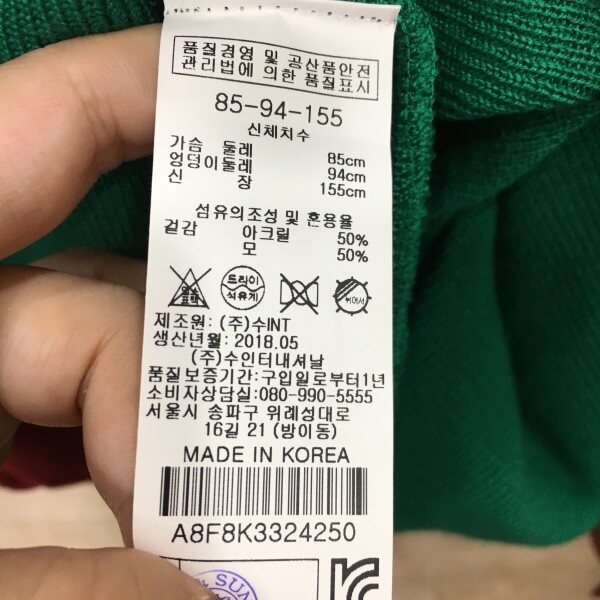 품질경영 및 공산품안전
관리법에 의한 품질표시
85-94-155
신체치수
가슴 둘레 85cm
엉덩이둘레 94cm
신 장 155cm
섬유의조성 및 혼용율
겉감 아크릴 50%
모 50%
염소표백
드라이
석유계
제조원: (주)수INT
생산년월: 2018.05
(주)수인터내셔날
품질보증기간:구입일로부터1년
소비자상담실:080-990-5555
서울시 송파구 위례성대로
16길 21 (방이동)
MADE IN KOREA
A8F8K3324250
SUN